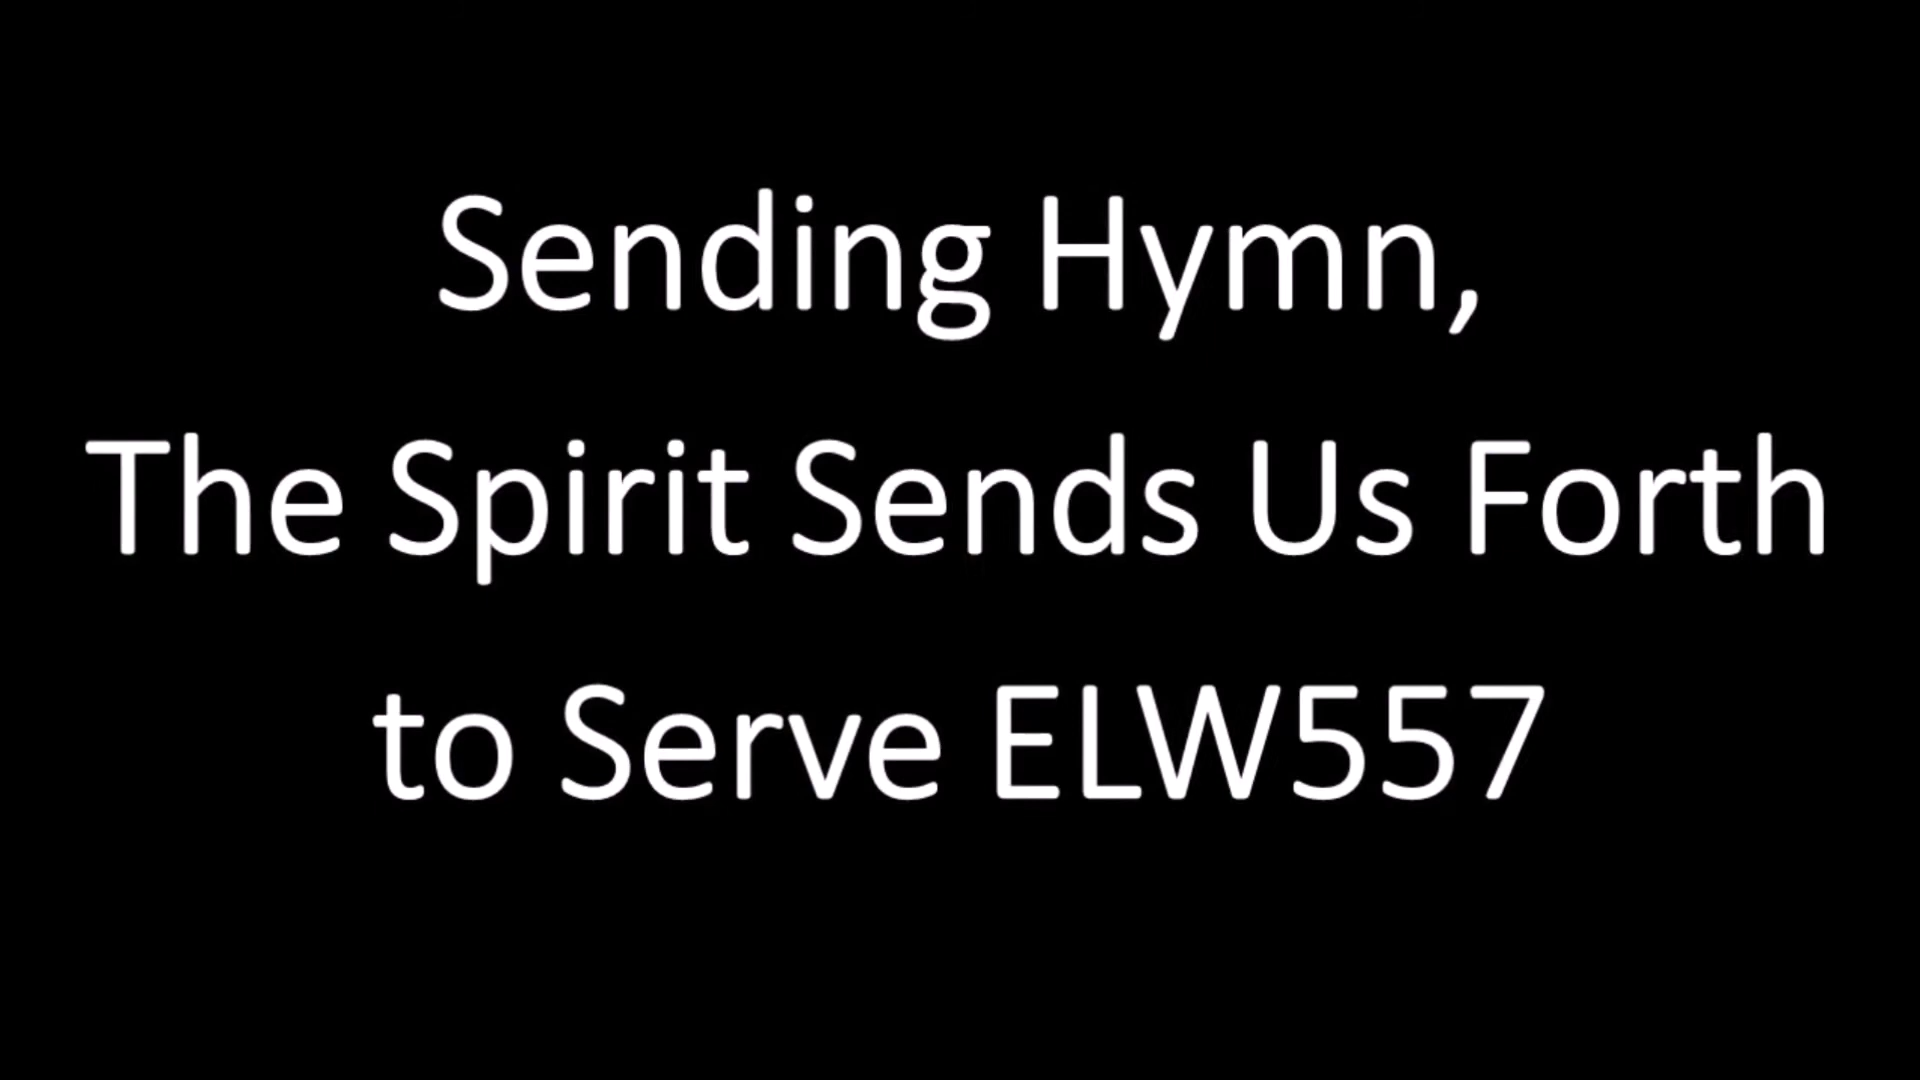 Sending Hymn,
The Spirit Sends Us Forth
to Serve ELW557